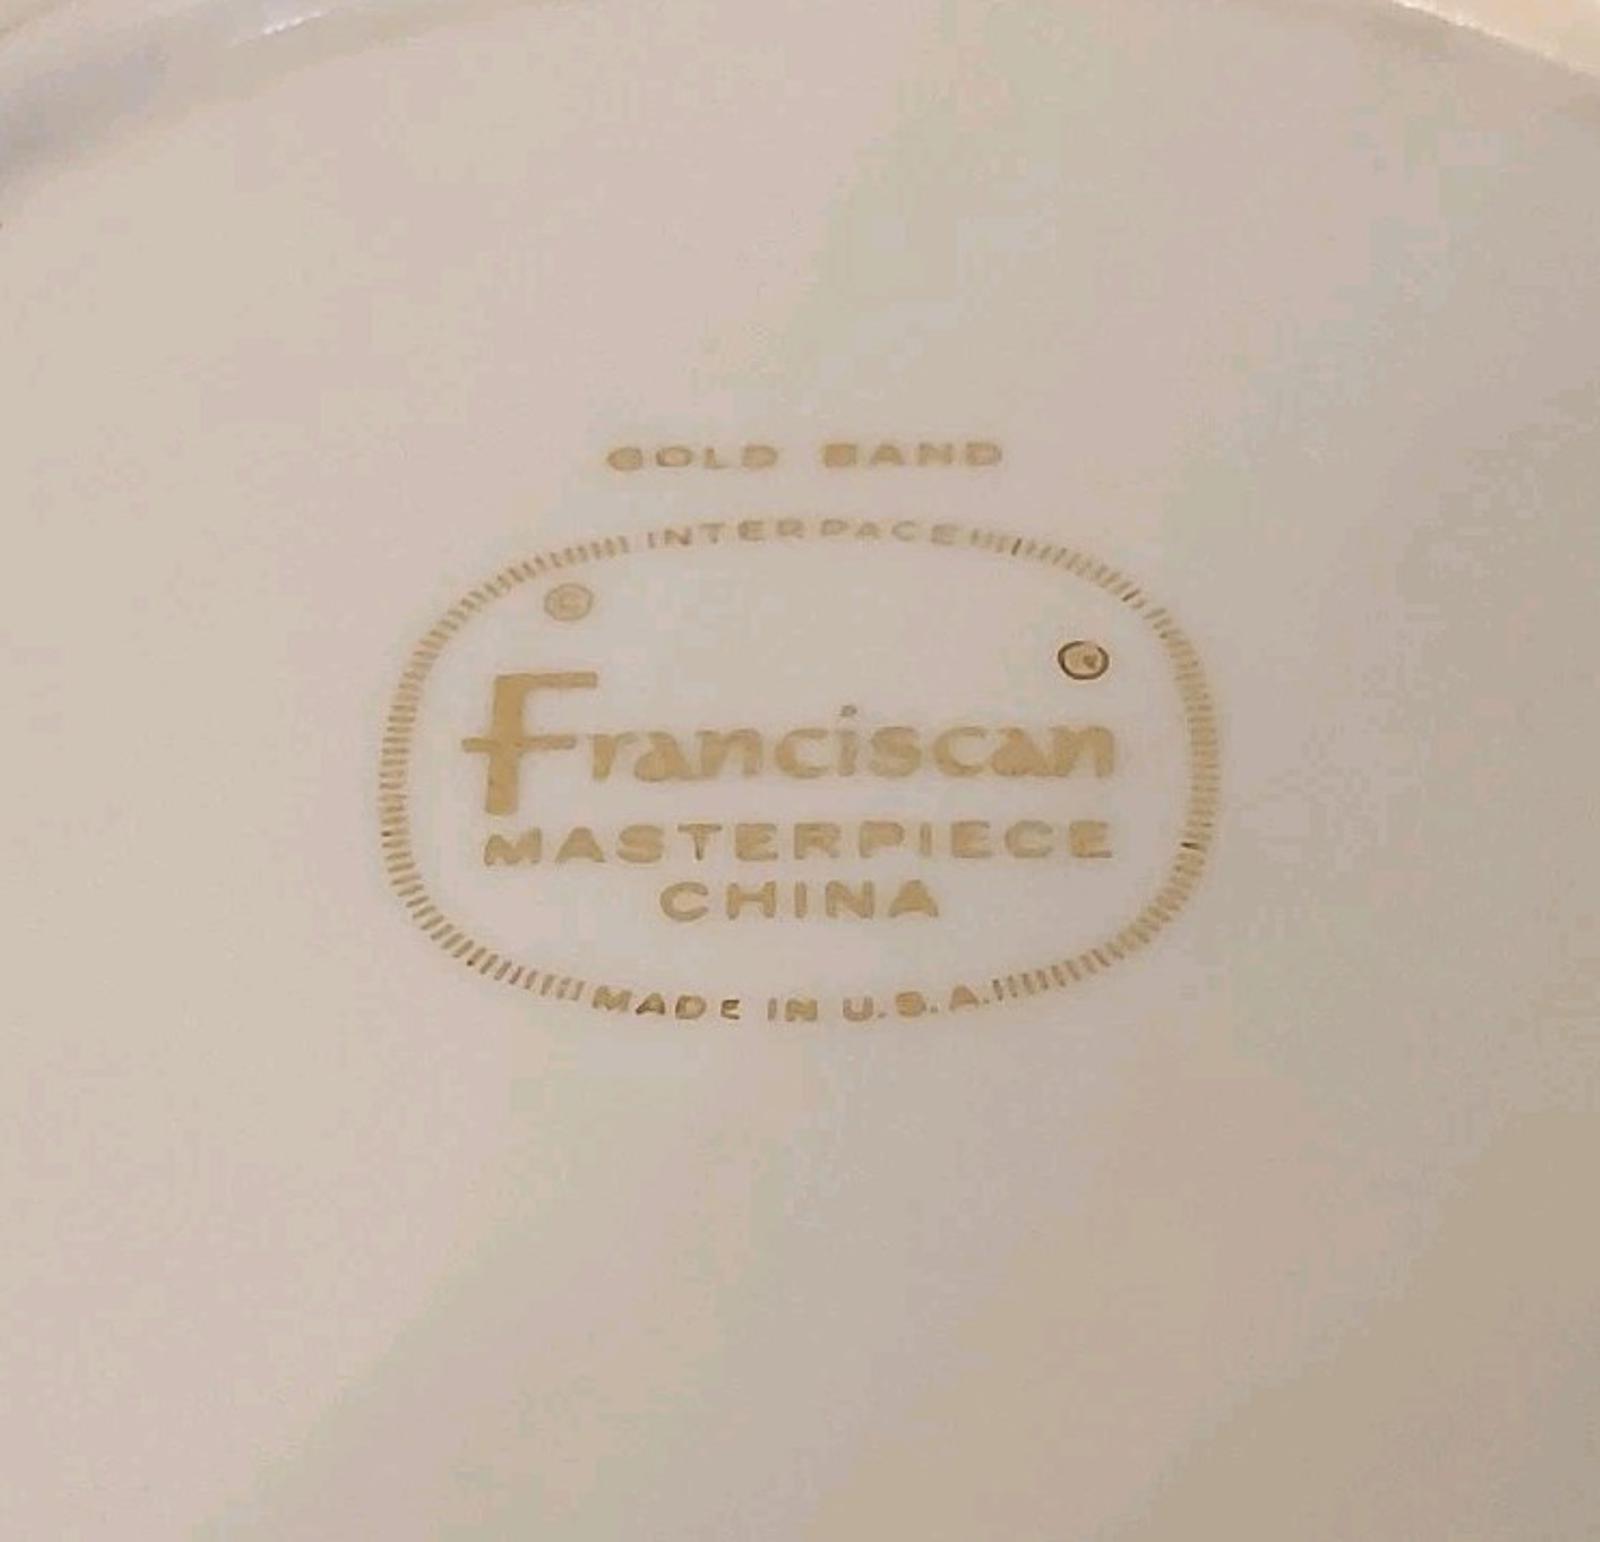 GOLD BAND
INTERPACE
©
®
Franciscan
MASTERPIECE
CHINA
MADE IN U.S.A.